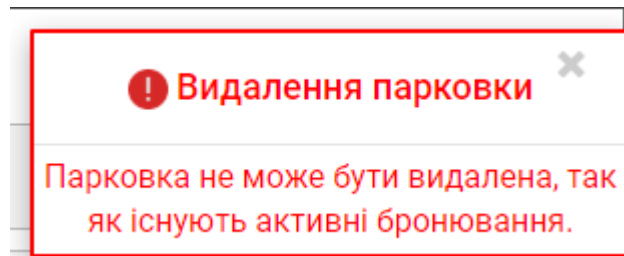 Видалення парковки
Парковка не може бути видалена, так
як існують активні бронювання.